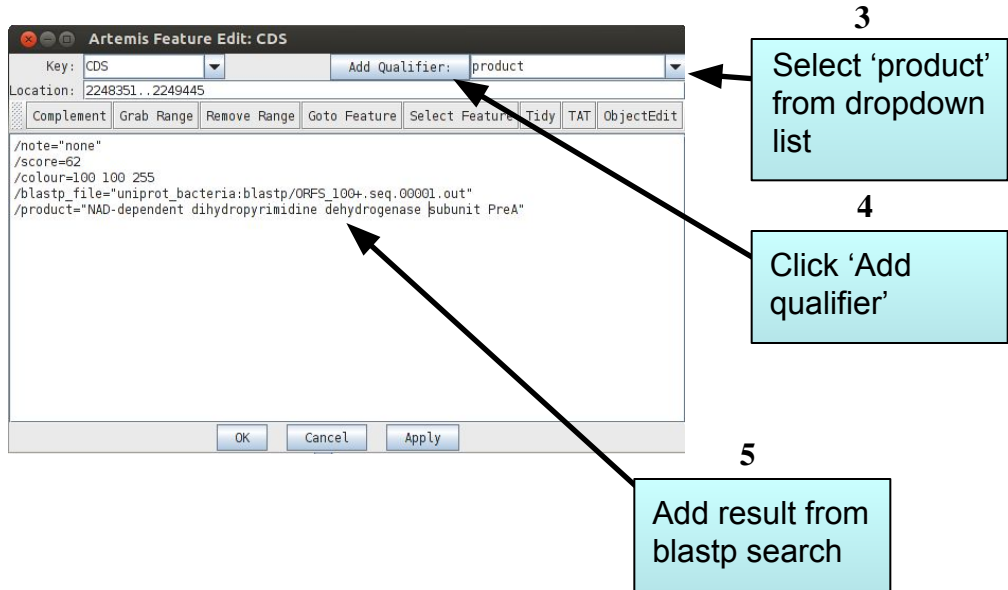 Artemis Feature Edit: CDS
Key: CDS Add Qualifier: product
Location: 2248351..2249445
Complement Grab Range Remove Range Goto Feature Select Feature Tidy TAT ObjectEdit
/note="none"
/score=62
/colour=100 100 255
/blastp_file="uniprot_bacteria:blastp/ORFS_100+.seq.00001.out"
/product="NAD-dependent dihydropyrimidine dehydrogenase subunit PreA"
OK Cancel Apply
3
Select ‘product’
from dropdown
list
4
Click ‘Add
qualifier’
5
Add result from
blastp search